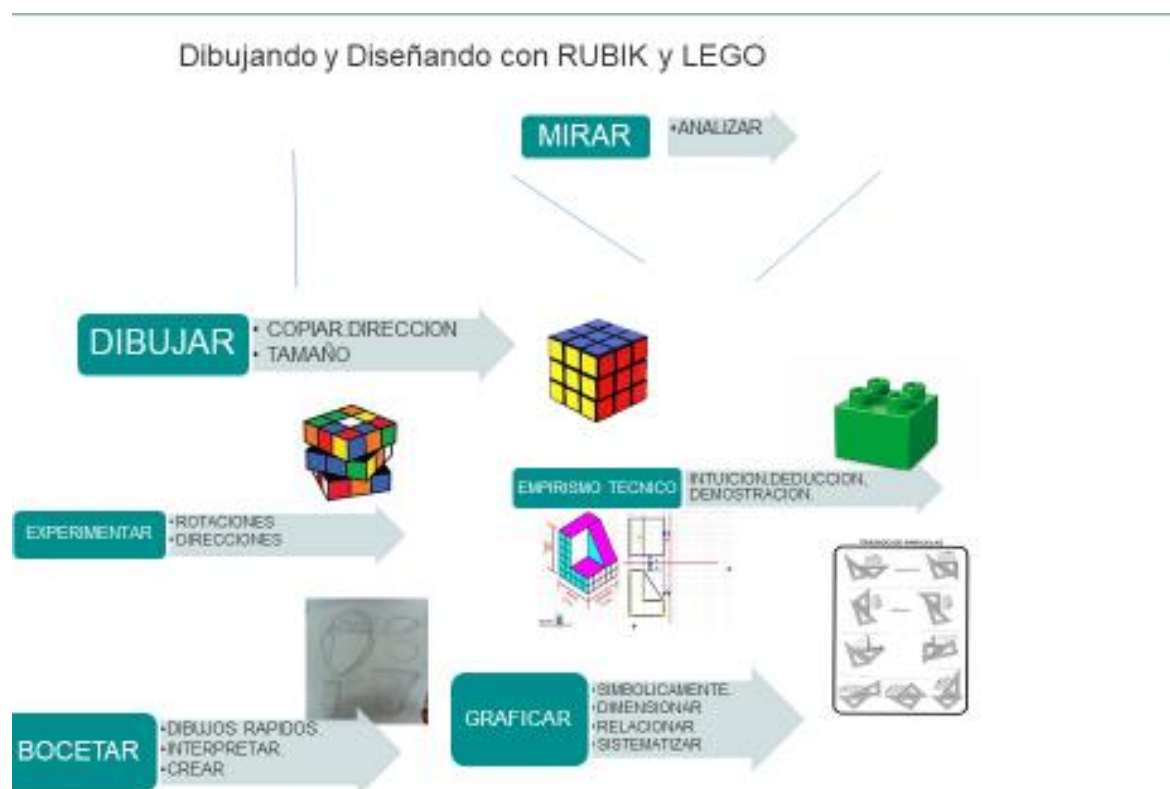 Dibujando y Diseñando con RUBIK y LEGO
MIRAR
•ANALIZAR
DIBUJAR
• COPIAR.DIRECCION
• TAMAÑO
EMPIRISMO TECNICO
INTUICION.DEDUCCION.
DEMOSTRACION.
EXPERIMENTAR
•ROTACIONES
•DIRECCIONES
GRAFICAR
•SIMBOLICAMENTE.
•DIMENSIONAR
•RELACIONAR
•SISTEMATIZAR
BOCETAR
•DIBUJOS RAPIDOS.
•INTERPRETAR.
•CREAR